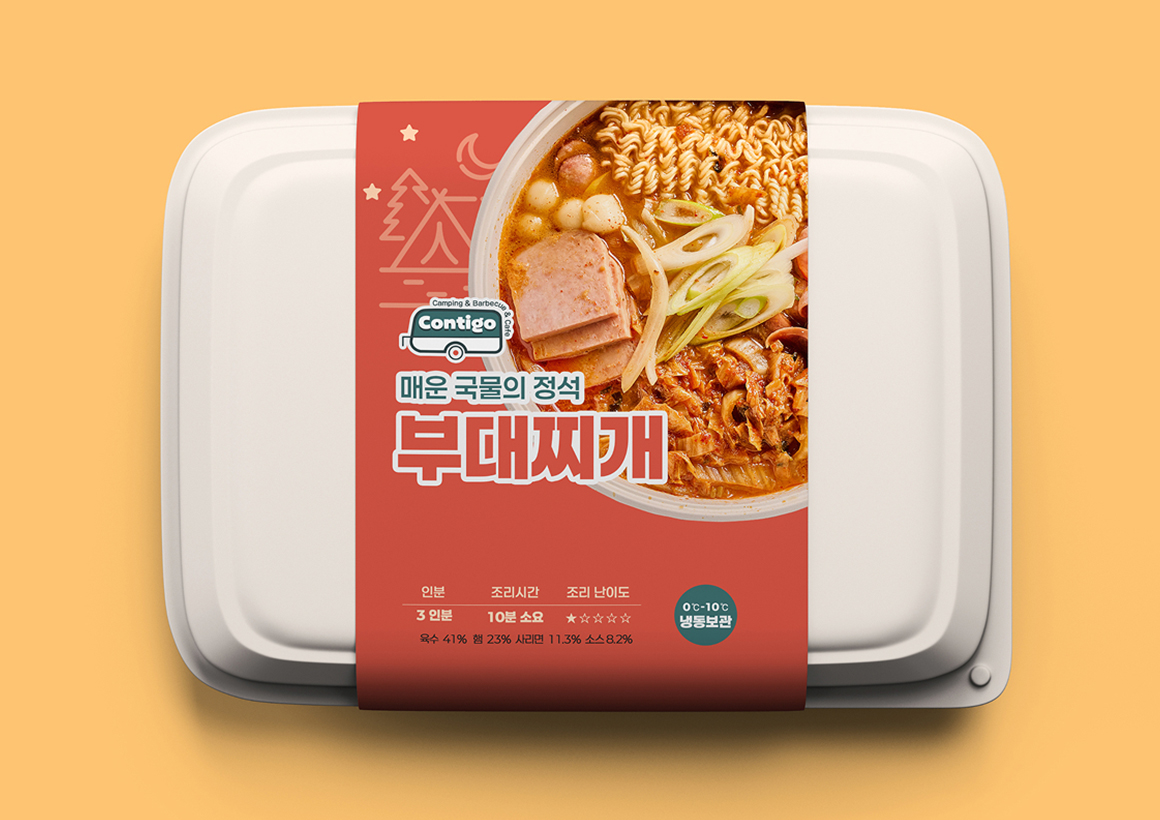 Camping & Barbecue & Cafe
Contigo
매운 국물의 정석
부대찌개
인분 조리시간 조리 난이도
3 인분 10분 소요 ★☆☆☆☆
육수 41% 햄 23% 사리면 11.3% 소스 8.2%
0℃-10℃
냉동보관